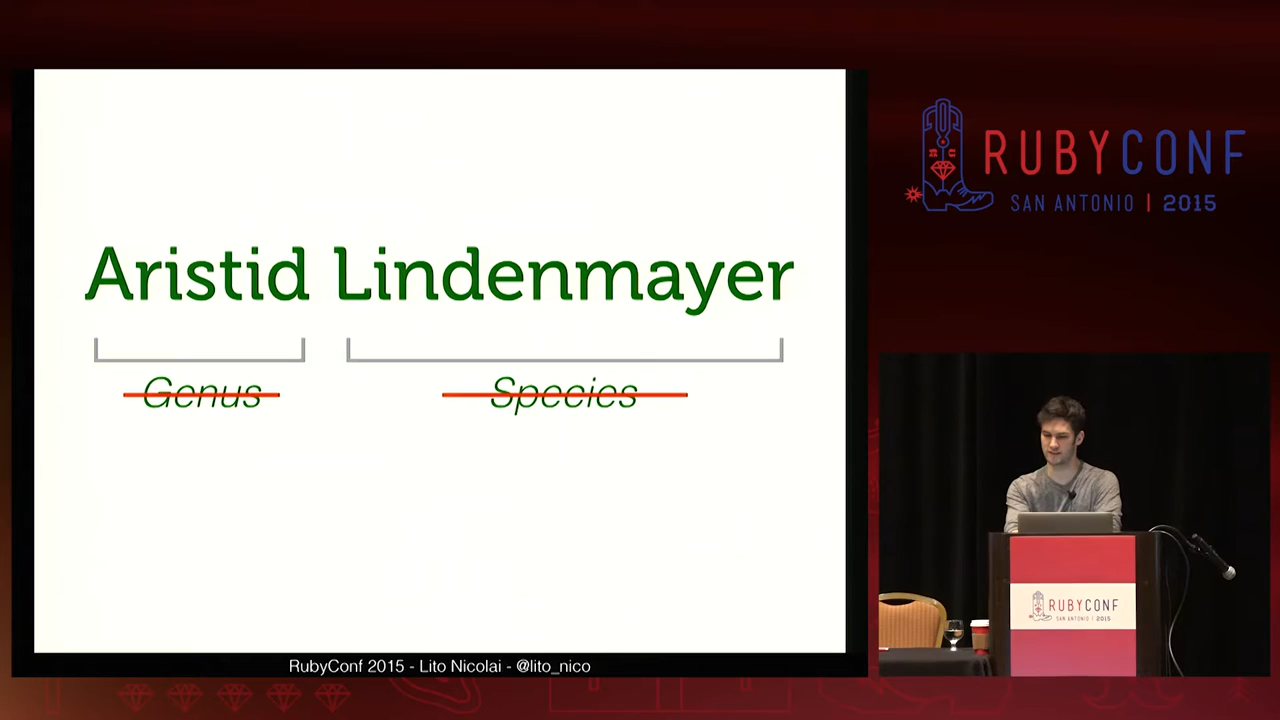 Aristid Lindenmayer
Genus
Species
RubyConf 2015 - Lito Nicolai - @lito_nico
RUBYCONF
SAN ANTONIO | 2015
RUBYCONF
SAN ANTONIO | 2015